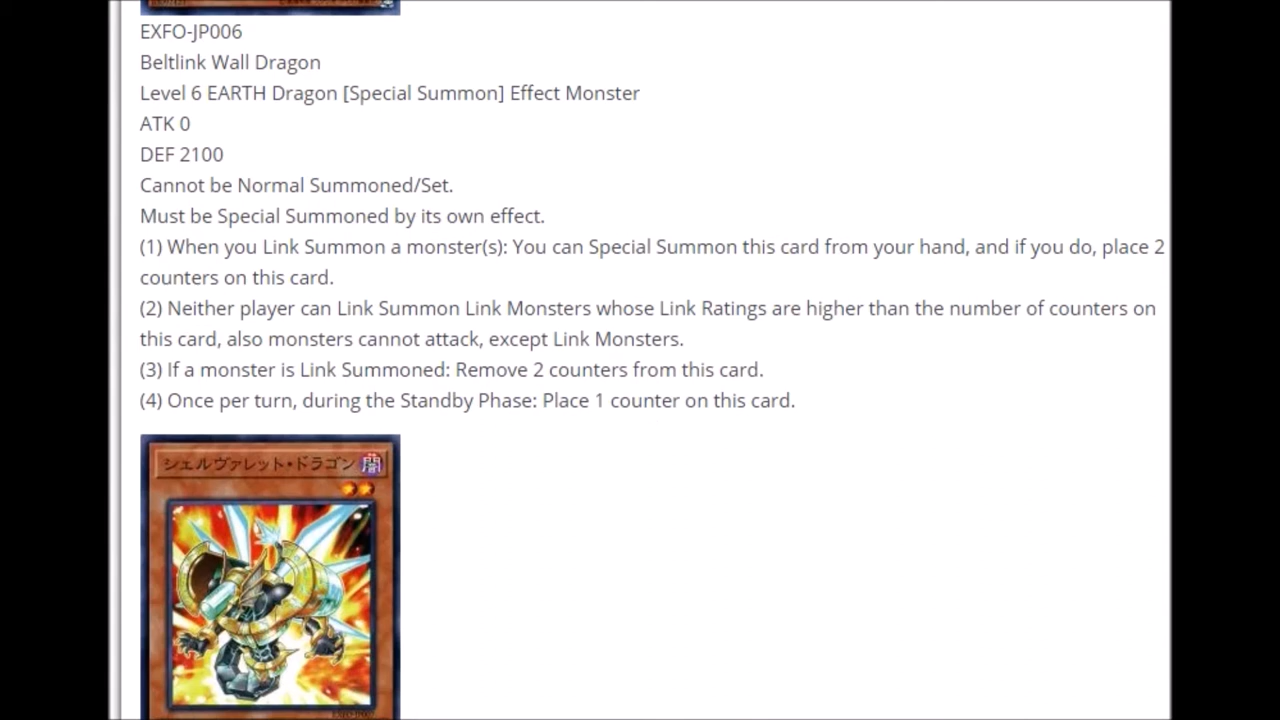 EXFO-JP006
Beltlink Wall Dragon
Level 6 EARTH Dragon [Special Summon] Effect Monster
ATK 0
DEF 2100
Cannot be Normal Summoned/Set.
Must be Special Summoned by its own effect.
(1) When you Link Summon a monster(s): You can Special Summon this card from your hand, and if you do, place 2
counters on this card.
(2) Neither player can Link Summon Link Monsters whose Link Ratings are higher than the number of counters on
this card, also monsters cannot attack, except Link Monsters.
(3) If a monster is Link Summoned: Remove 2 counters from this card.
(4) Once per turn, during the Standby Phase: Place 1 counter on this card.
シェルヴァレット・ドラゴン 闇